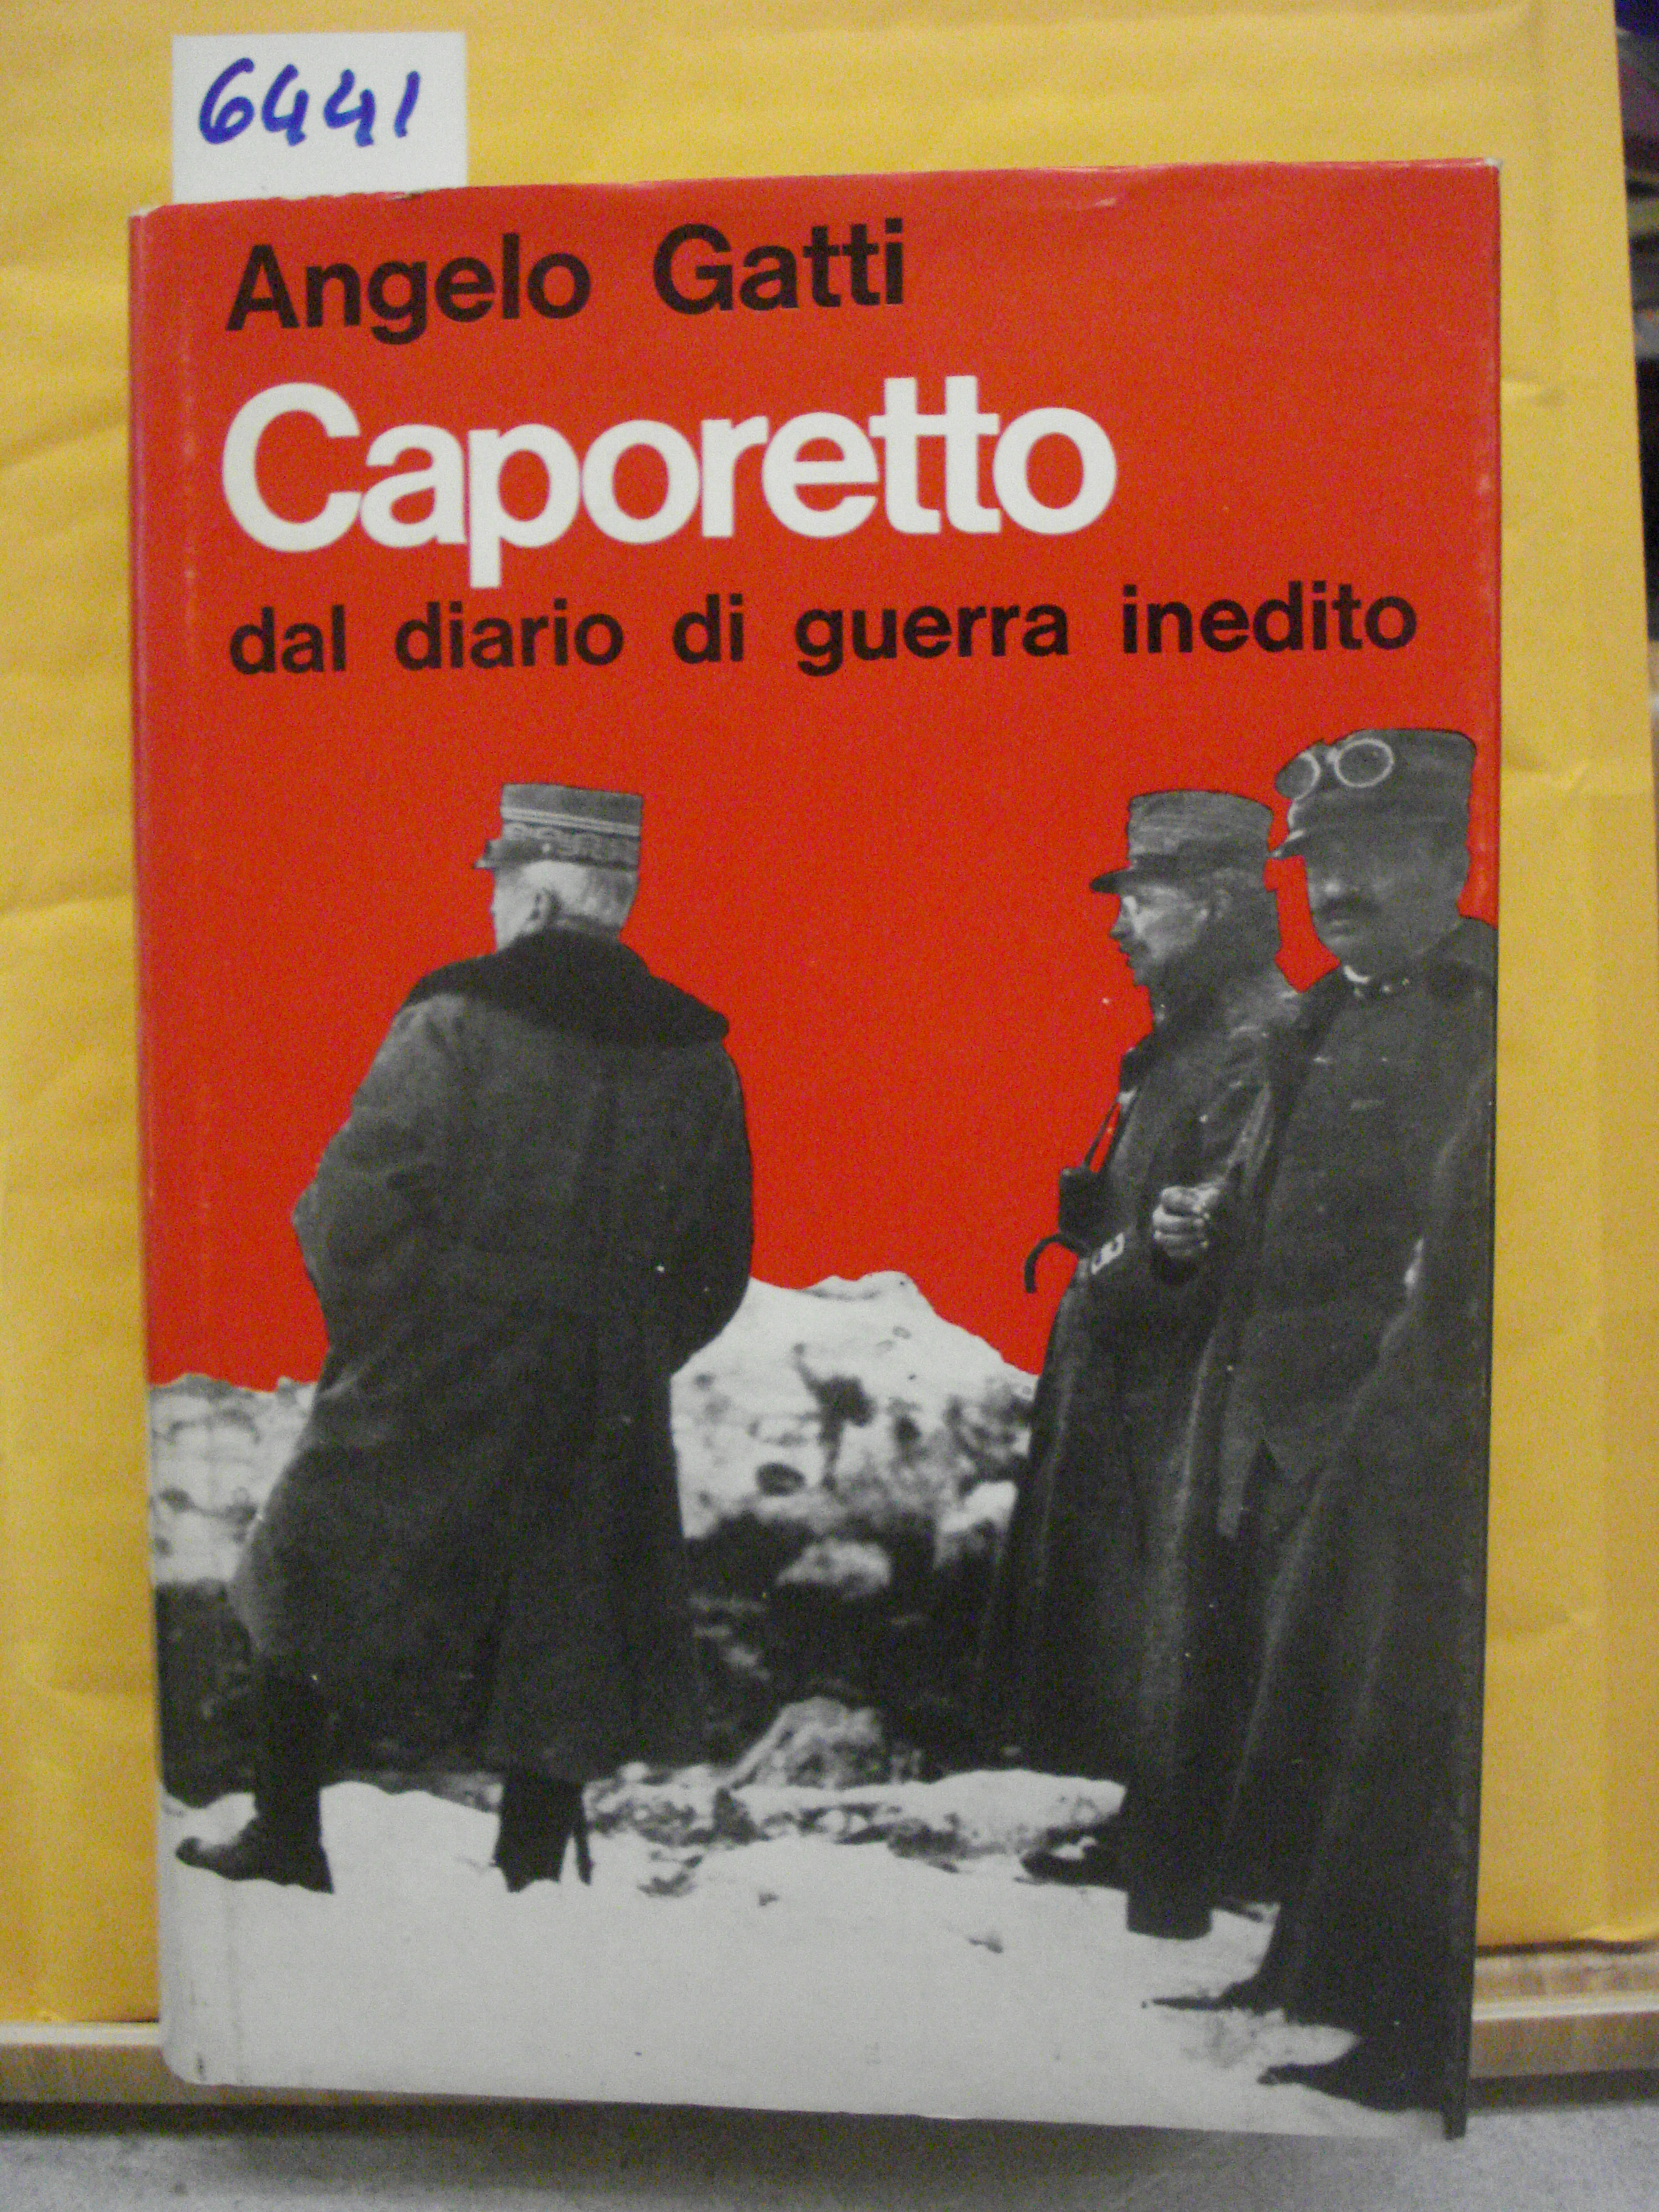 6441
Angelo Gatti
Caporetto
dal diario di guerra inedito